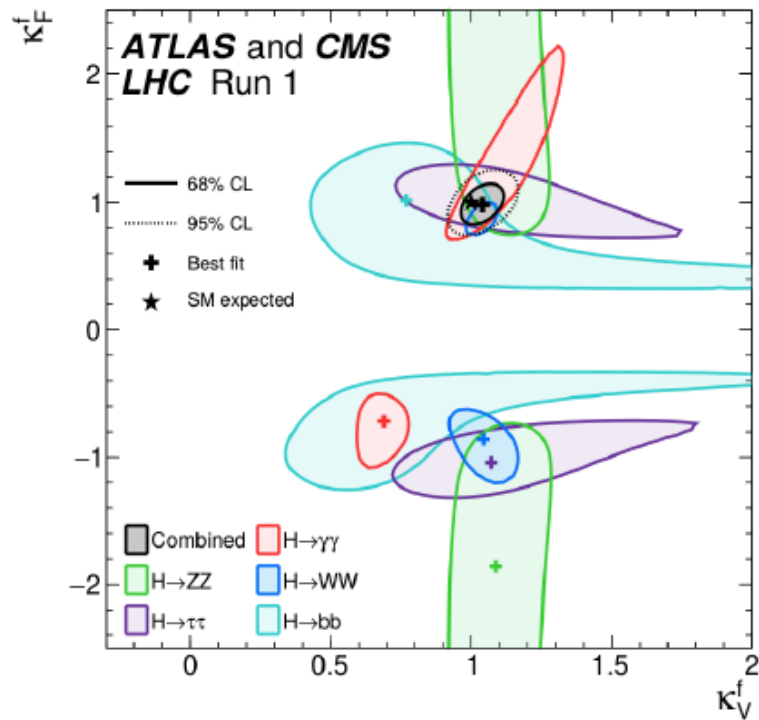 κ_F^f
ATLAS and CMS
LHC Run 1
68% CL
95% CL
Best fit
SM expected
2
1
0
−1
−2
Combined
H→γγ
H→ZZ
H→WW
H→ττ
H→bb
0
0.5
1
1.5
2
κ_V^f